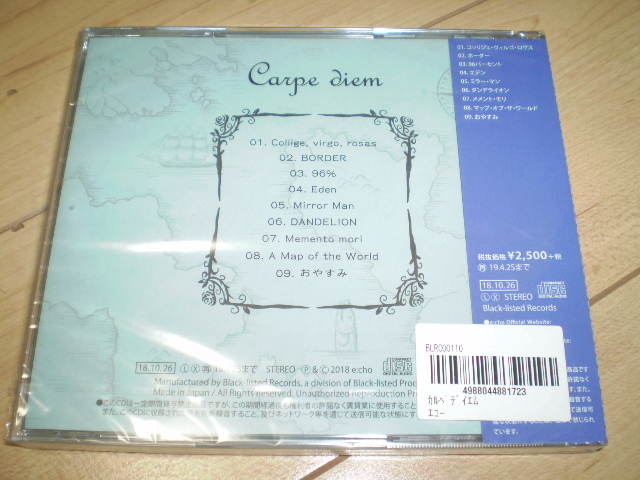 Carpe diem
01. Collige, virgo, rosas
02. BORDER
03. 96%
04. Eden
05. Mirror Man
06. DANDELION
07. Memento mori
08. A Map of the World
09. おやすみ
18.10.26 STEREO Ⓟ & © 2018 e:cho
Manufactured by Black-listed Records, a division of Black-listed
Made in Japan / All Rights Reserved. Unauthorized Reproduction
01. コッリジェ・ヴィルゴ・ロザス
02. ボーダー
03. 96パーセント
04. エデン
05. ミラー・マン
06. ダンデライオン
07. メメント・モリ
08. マップ・オブ・ザ・ワールド
09. おやすみ
税抜価格 ¥2,500+税
19.4.25まで
18.10.26
STEREO
Black-listed Records
●e:cho Official Website:
BLRD00110
4988044881723
カルペ ディエム
エコー